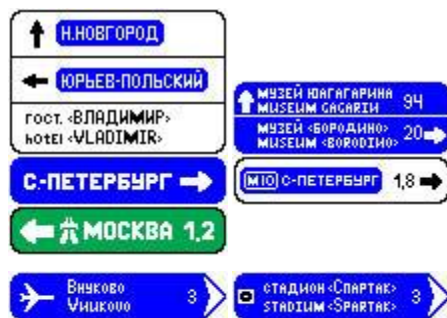 Н.НОВГОРОД
ЮРЬЕВ-ПОЛЬСКИЙ
гост. <ВЛАДИМИР>
hotel <VLADIMIR>
С.-ПЕТЕРБУРГ
МОСКВА 1,2
Внуково
Vnukovo 3
МУЗЕЙ ЮАГАГАРИНА
MUSEUM GAGARIN 94
МУЗЕЙ <БОРОДИНО>
MUSEUM <BORODINO> 20
М10 С-ПЕТЕРБУРГ 1,8
стадион <Спартак>
stadium <Spartak> 3